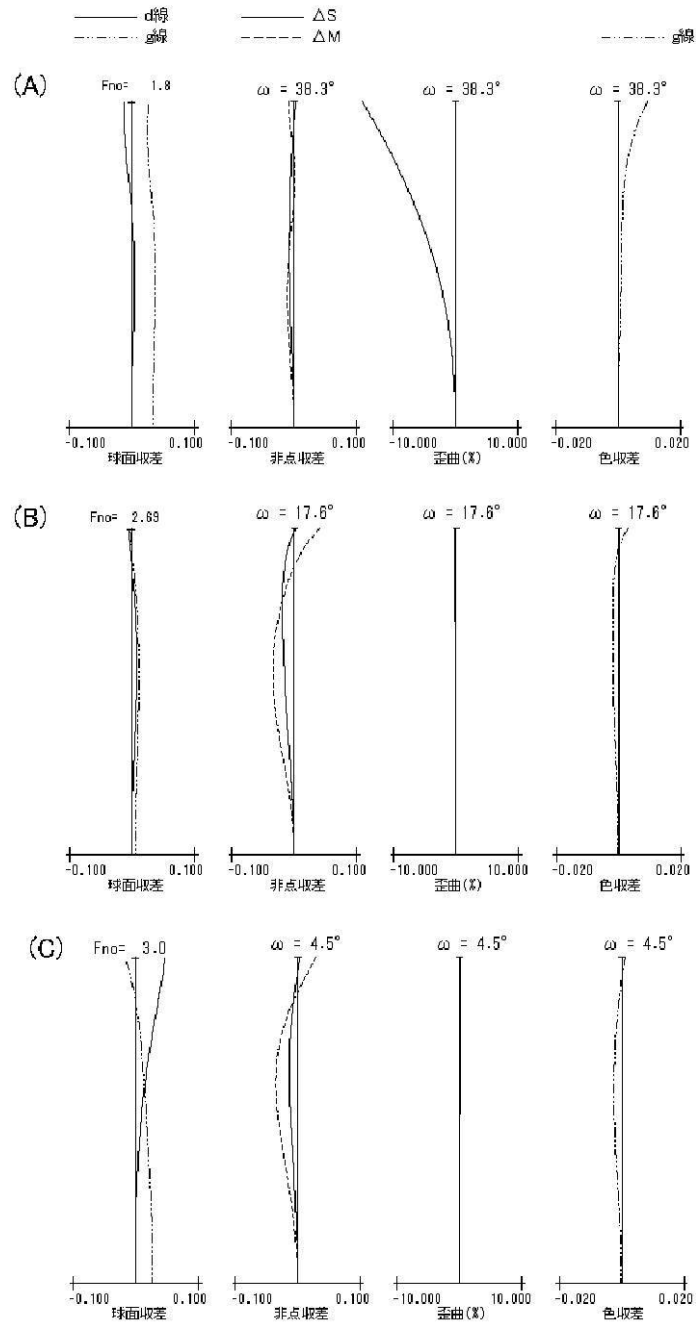 d線 ΔS
g線 ΔM g線
(A) Fno= 1.8 ω = 38.3° ω = 38.3° ω = 38.3°
-0.100 0.100 -0.100 0.100 -10.000 10.000 -0.020 0.020
球面収差 非点収差 歪曲(%) 色収差
(B) Fno= 2.69 ω = 17.6° ω = 17.6° ω = 17.6°
-0.100 0.100 -0.100 0.100 -10.000 10.000 -0.020 0.020
球面収差 非点収差 歪曲(%) 色収差
(C) Fno= 3.0 ω = 4.5° ω = 4.5° ω = 4.5°
-0.100 0.100 -0.100 0.100 -10.000 10.000 -0.020 0.020
球面収差 非点収差 歪曲(%) 色収差